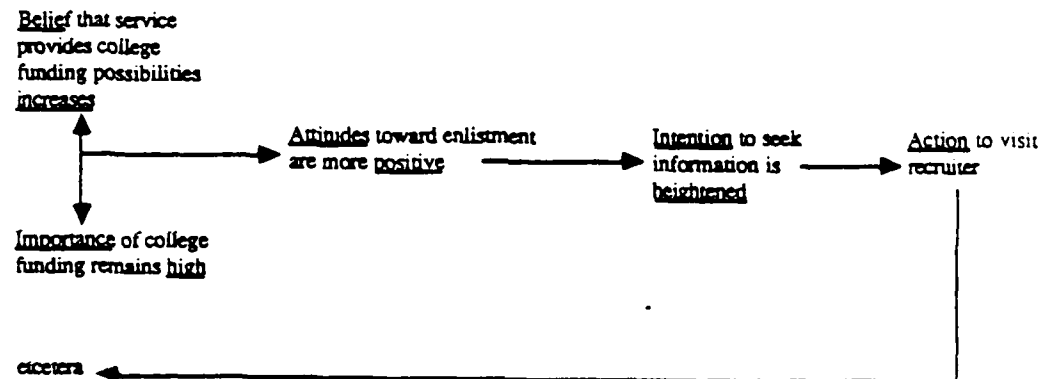 Belief that service
provides college
funding possibilities
increases
Attitudes toward enlistment
are more positive
Intention to seek
information is
heightened
Action to visit
recruiter
Importance of college
funding remains high
etcetera